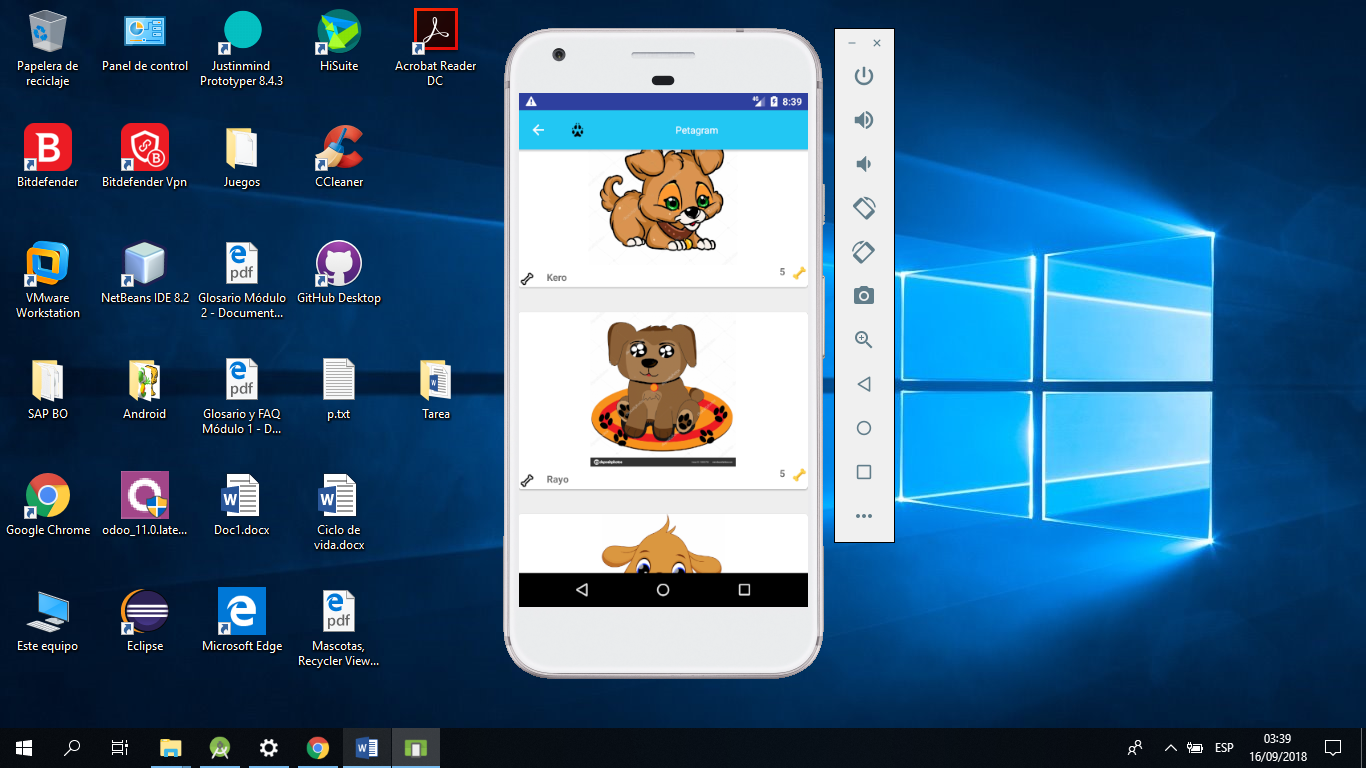 Papelera de
reciclaje
Panel de control
Justinmind
Prototyper 8.4.3
HiSuite
Acrobat Reader
DC
Bitdefender
Bitdefender Vpn
Juegos
CCleaner
VMware
Workstation
NetBeans IDE 8.2
pdf
Glosario Módulo
2 - Document...
GitHub Desktop
SAP BO
Android
pdf
Glosario y FAQ
Módulo 1 - D...
p.txt
Tarea
Google Chrome
odoo_11.0.late...
Doc1.docx
Ciclo de
vida.docx
Este equipo
Eclipse
Microsoft Edge
pdf
Mascotas,
Recycler View...
8:39
Petagram
Kero
5
Rayo
5
ESP
03:39
16/09/2018